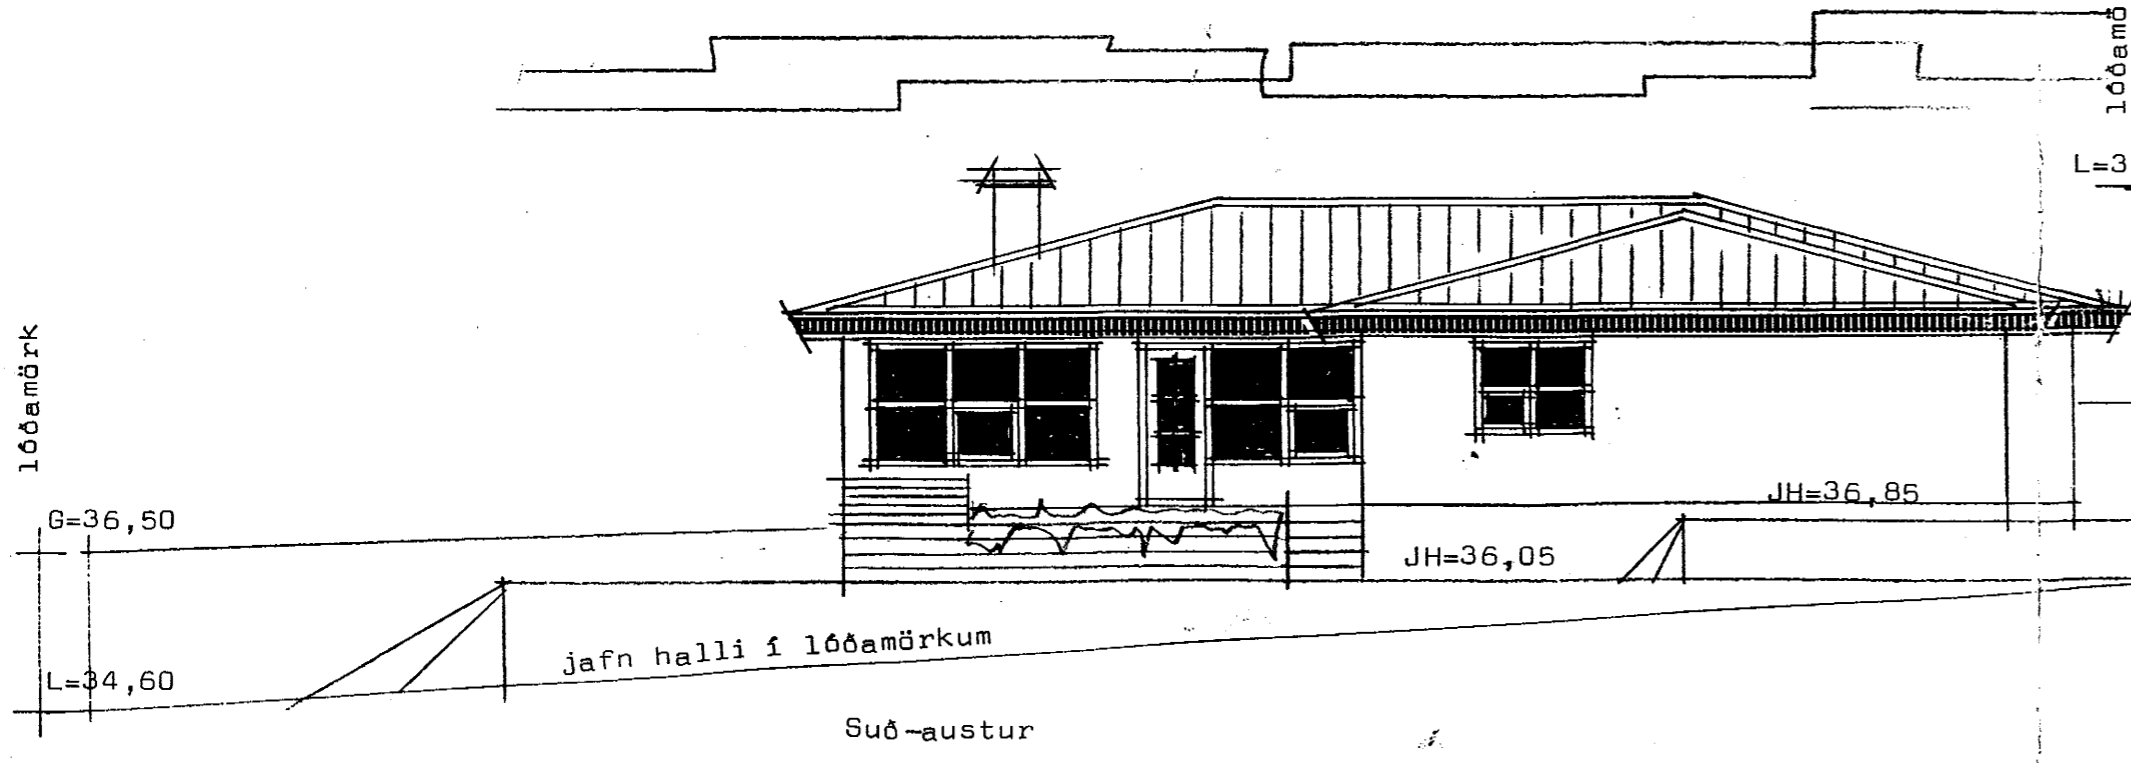 lóðamö
L=3
lóðamörk
JH=36,85
G=36,50
JH=36,05
jafn halli í lóðamörkum
L=34,60
Suð-austur